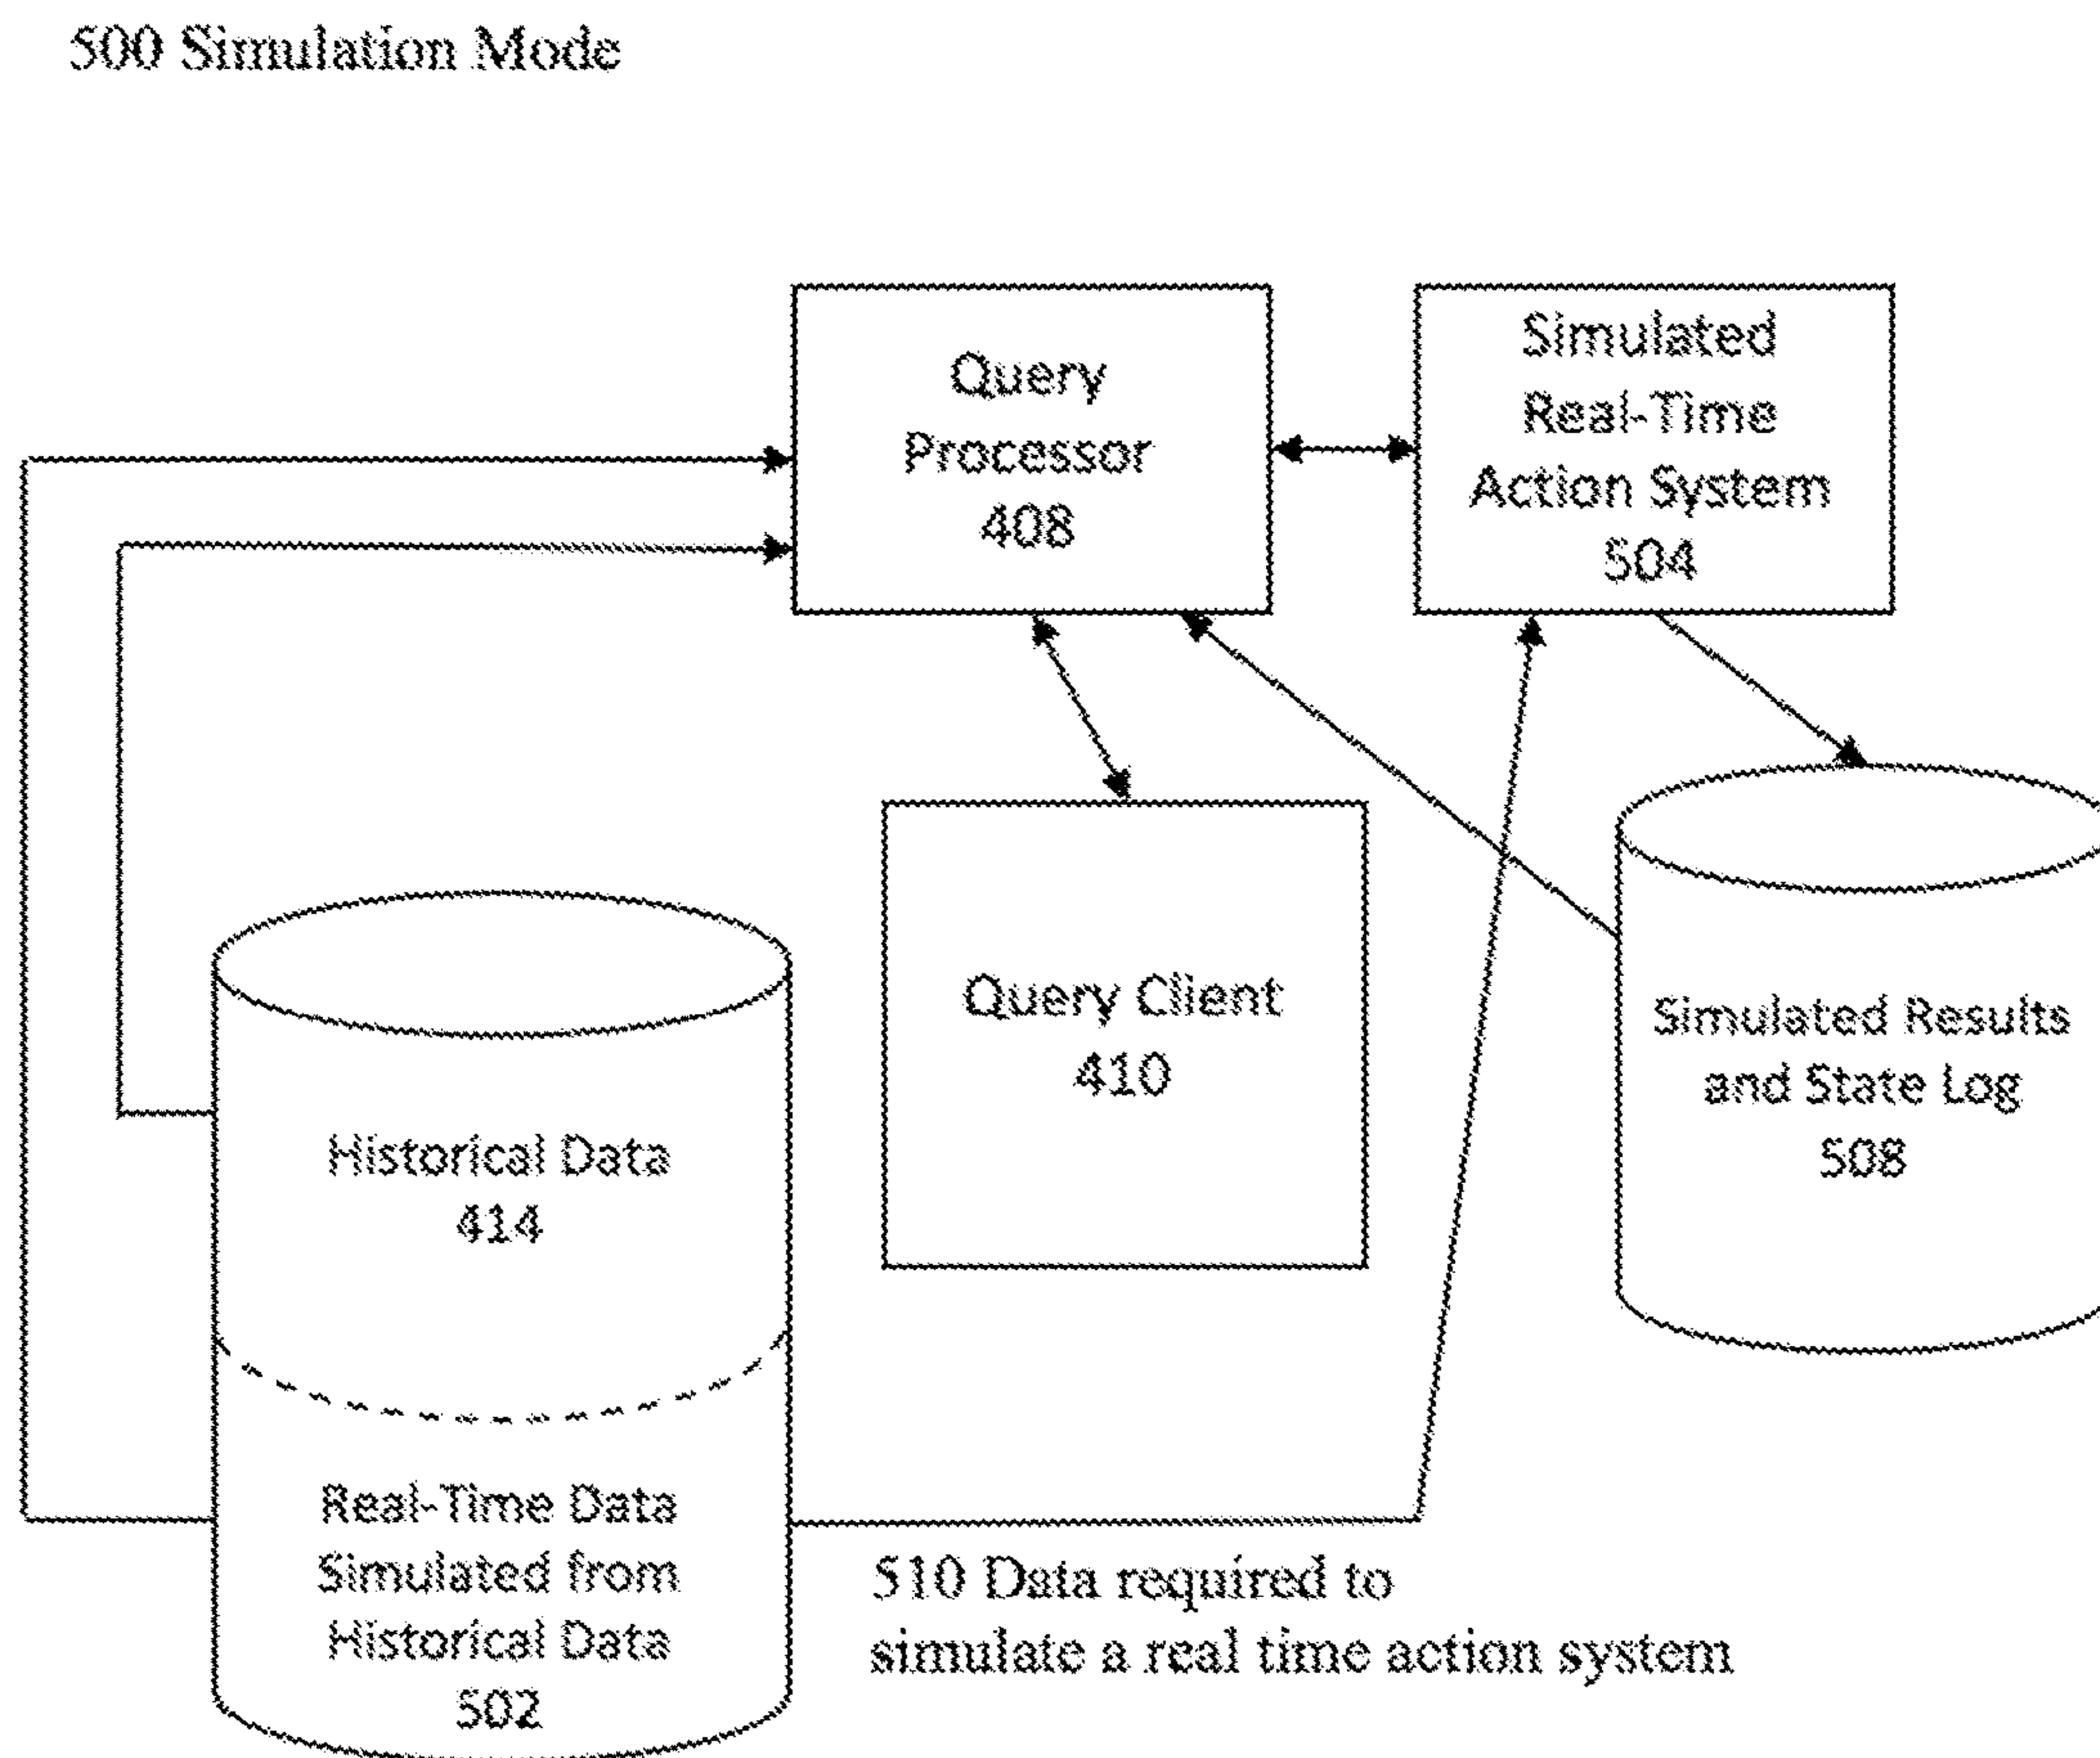 500 Simulation Mode
Query
Processor
408
Simulated
Real-Time
Action System
504
Query Client
410
Simulated Results
and State Log
508
Historical Data
414
Real-Time Data
Simulated from
Historical Data
502
510 Data required to
simulate a real time action system